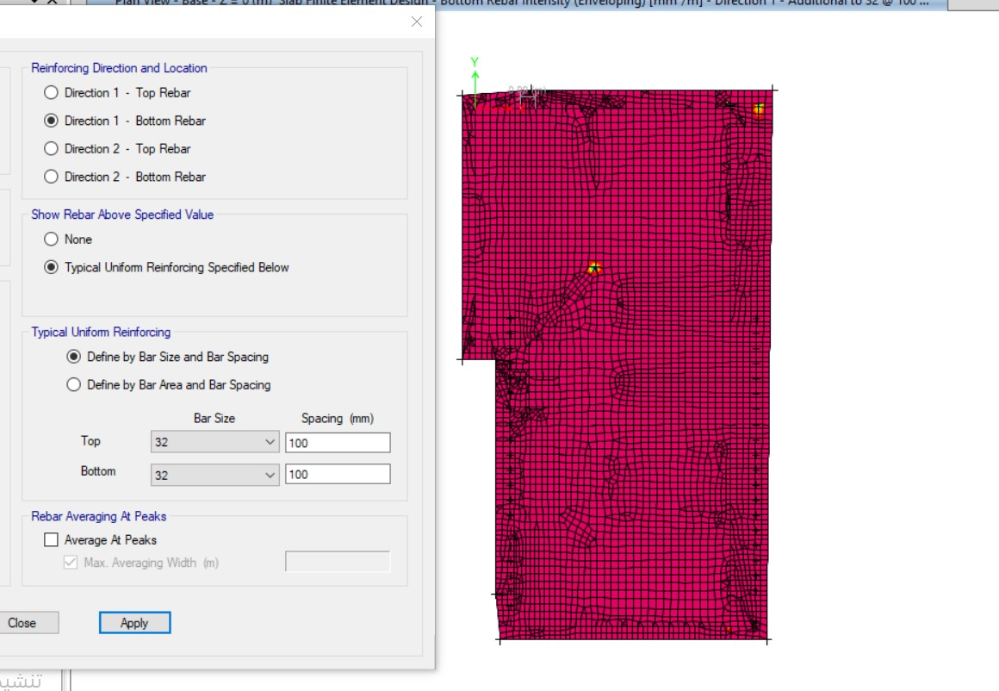 Plan View - Base - Z = 0 (m) Slab Finite Element Design - Bottom Rebar Intensity (Enveloping) [mm²/m] - Direction 1 - Additional to 32 @ 100 ...
Reinforcing Direction and Location
Direction 1 - Top Rebar
Direction 1 - Bottom Rebar
Direction 2 - Top Rebar
Direction 2 - Bottom Rebar
Show Rebar Above Specified Value
None
Typical Uniform Reinforcing Specified Below
Typical Uniform Reinforcing
Define by Bar Size and Bar Spacing
Define by Bar Area and Bar Spacing
Bar Size Spacing (mm)
Top 32 100
Bottom 32 100
Rebar Averaging At Peaks
Average At Peaks
Max. Averaging Width (m)
Close Apply
Y